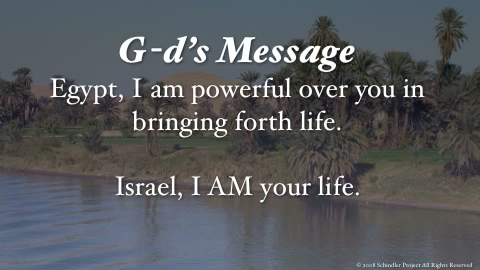 G-d's Message
Egypt, I am powerful over you in
bringing forth life.
Israel, I AM your life.
© 2008 Schindler Project All Rights Reserved